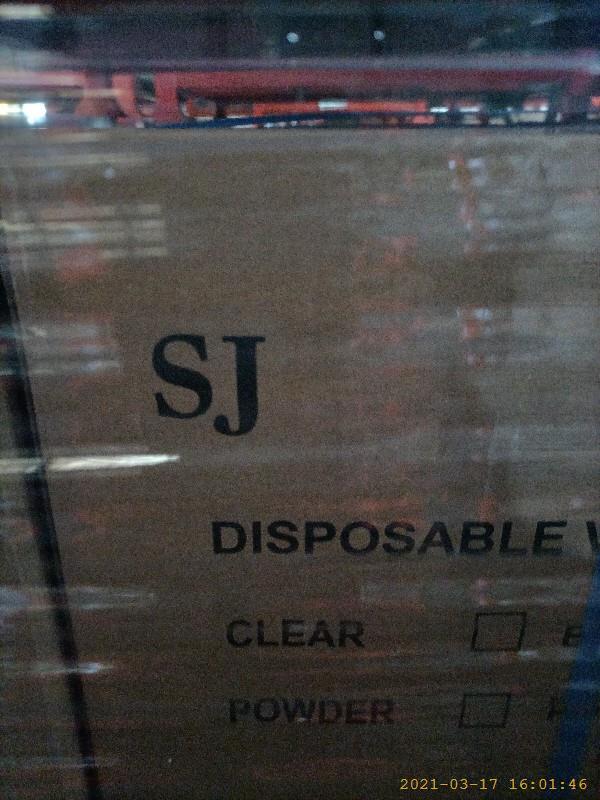 SJ
DISPOSABLE
CLEAR
POWDER
2021-03-17 16:01:46